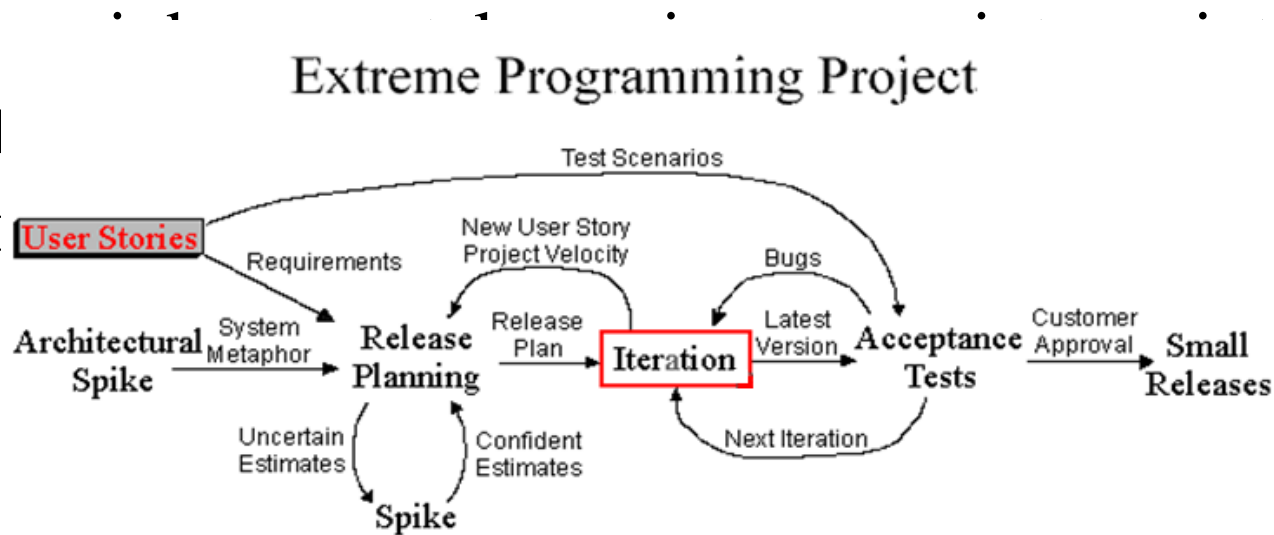 Extreme Programming Project
Test Scenarios
User Stories
New User Story
Project Velocity
Requirements
Bugs
Architectural
Spike
System
Metaphor
Release
Planning
Release
Plan
Iteration
Latest
Version
Acceptance
Tests
Customer
Approval
Small
Releases
Uncertain
Estimates
Confident
Estimates
Next Iteration
Spike